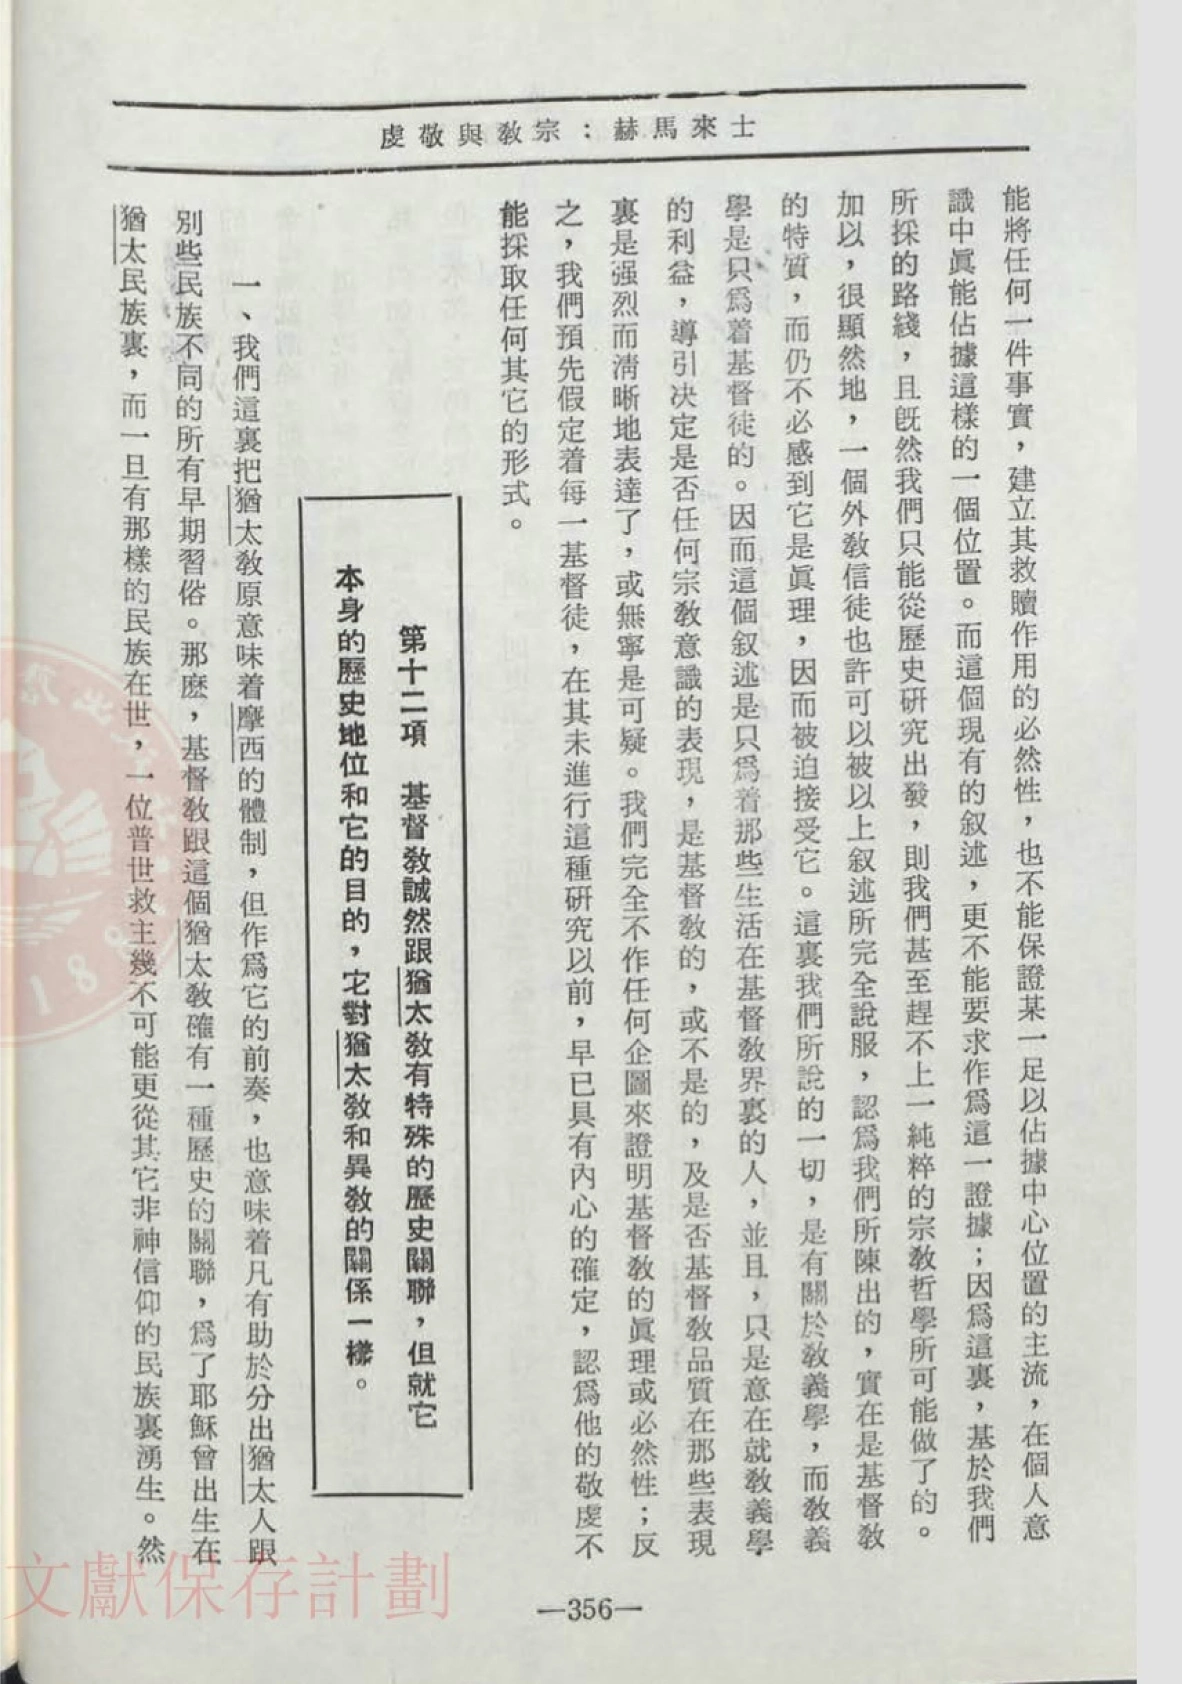 士來馬赫：宗教與敬虔
能將任何一件事實，建立其救贖作用的必然性，也不能保證某一足以佔據中心位置的主流，在個人意
識中眞能佔據這樣的一個位置。而這個現有的叙述，更不能要求作爲這一證據；因爲這裏，基於我們
所採的路綫，且旣然我們只能從歷史硏究出發，則我們甚至趕不上一純粹的宗教哲學所可能做了的。
加以，很顯然地，一個外教信徒也許可以被以上叙述所完全說服，認爲我們所陳出的，實在是基督教
的特質，而仍不必感到它是眞理，因而被迫接受它。這裏我們所說的一切，是有關於教義學，而教義
學是只爲着基督徒的。因而這個叙述是只爲着那些生活在基督教界裏的人，並且，只是意在就教義學
的利益，導引决定是否任何宗教意識的表現，是基督教的，或不是的，及是否基督教品質在那些表現
裏是强烈而淸晰地表達了，或無寧是可疑。我們完全不作任何企圖來證明基督教的眞理或必然性；反
之，我們預先假定着每一基督徒，在其未進行這種硏究以前，早已具有內心的確定，認爲他的敬虔不
能採取任何其它的形式。
第十二項　基督教誠然跟猶太教有特殊的歷史關聯，但就它
本身的歷史地位和它的目的，它對猶太教和異教的關係一樣。
一、我們這裏把猶太教原意味着摩西的體制，但作爲它的前奏，也意味着凡有助於分出猶太人跟
別些民族不同的所有早期習俗。那麽，基督教跟這個猶太教確有一種歷史的關聯，爲了耶穌曾出生在
猶太民族裏，而一旦有那樣的民族在世，一位普世救主幾不可能更從其它非神信仰的民族裏湧生。然
—356—
文獻保存計劃
188